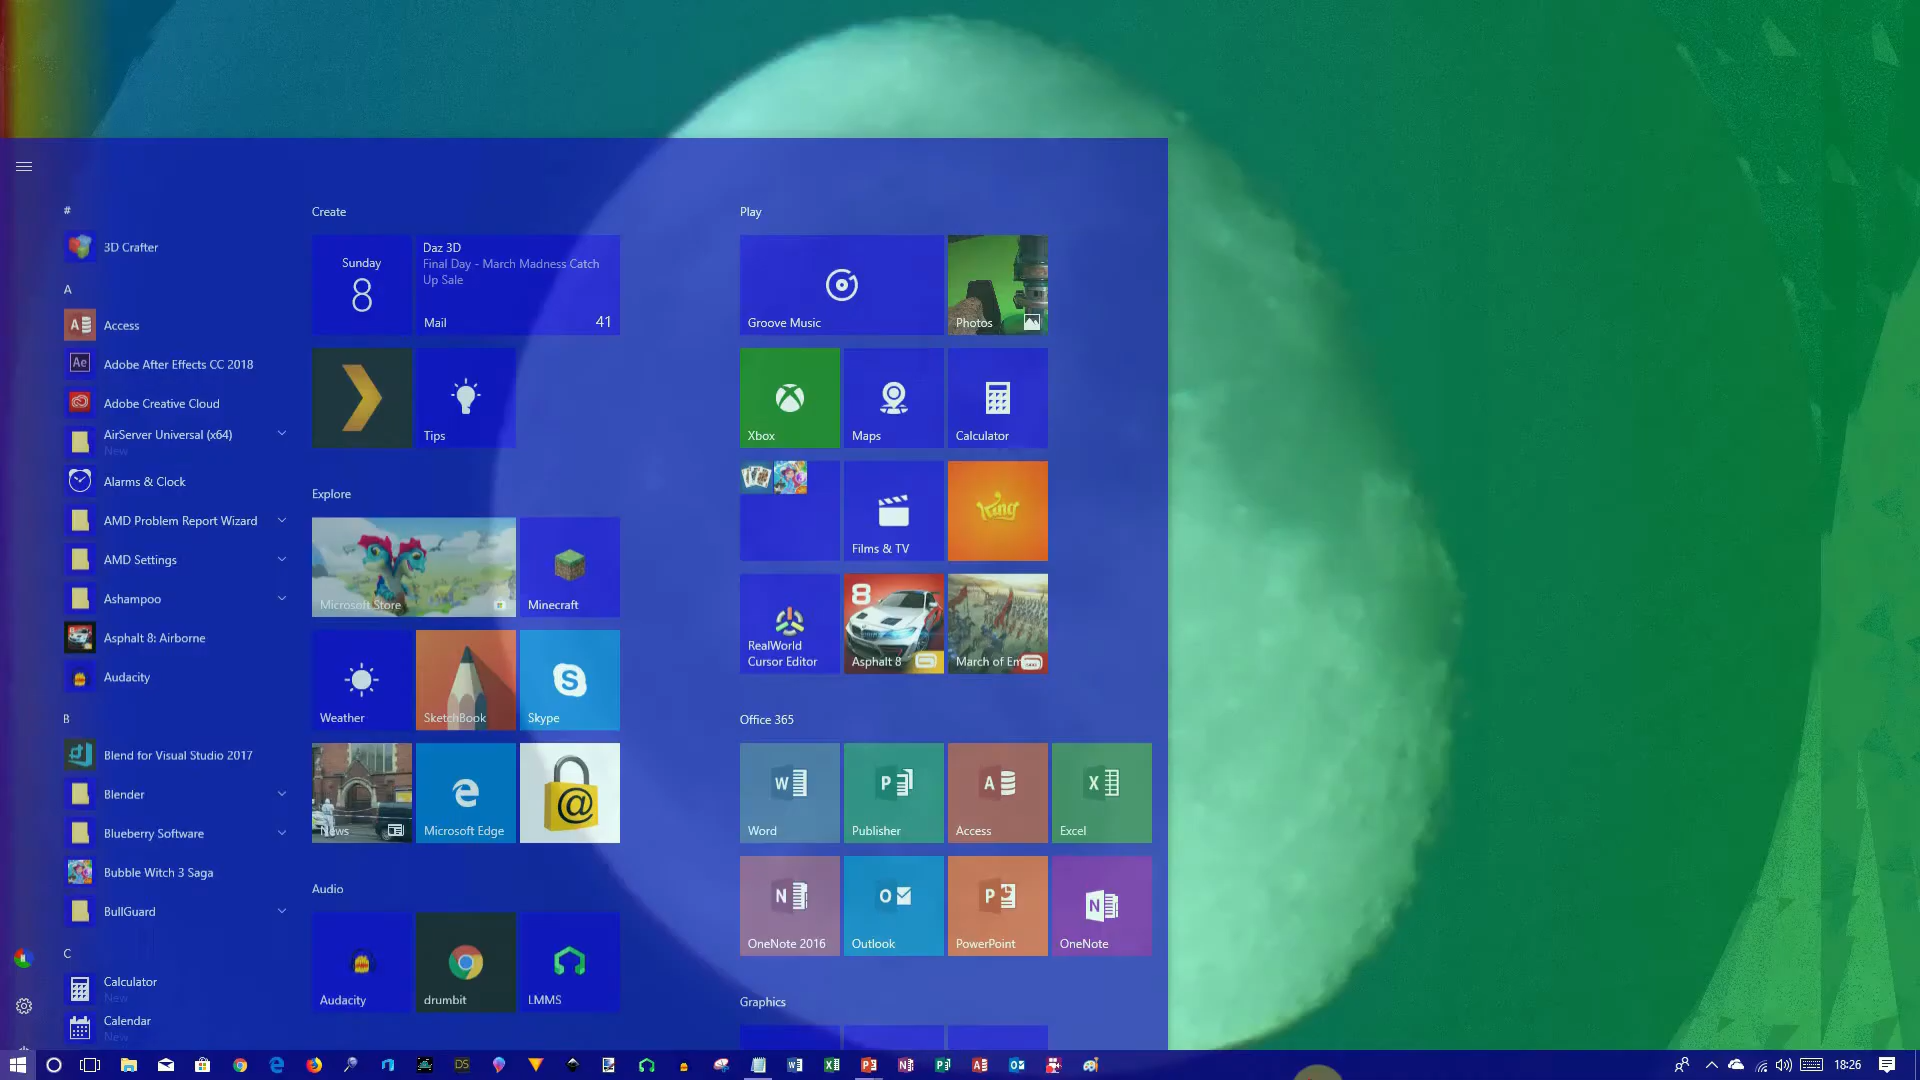 #
3D Crafter
A
Access
Adobe After Effects CC 2018
Adobe Creative Cloud
AirServer Universal (x64)
New
Alarms & Clock
AMD Problem Report Wizard
AMD Settings
Ashampoo
Asphalt 8: Airborne
Audacity
B
Blend for Visual Studio 2017
Blender
Blueberry Software
Bubble Witch 3 Saga
BullGuard
C
Calculator
New
Calendar
New
Create
Sunday
8
Daz 3D
Final Day - March Madness Catch
Up Sale
Mail 41
Tips
Explore
Microsoft Store
Minecraft
Weather
SketchBook
Skype
News
Microsoft Edge
@
Audio
Audacity
drumbit
LMMS
Play
Groove Music
Photos
Xbox
Maps
Calculator
Films & TV
King
RealWorld
Cursor Editor
8
Asphalt 8
March of Em
Office 365
Word
Publisher
Access
Excel
OneNote 2016
Outlook
PowerPoint
OneNote
Graphics
18:26